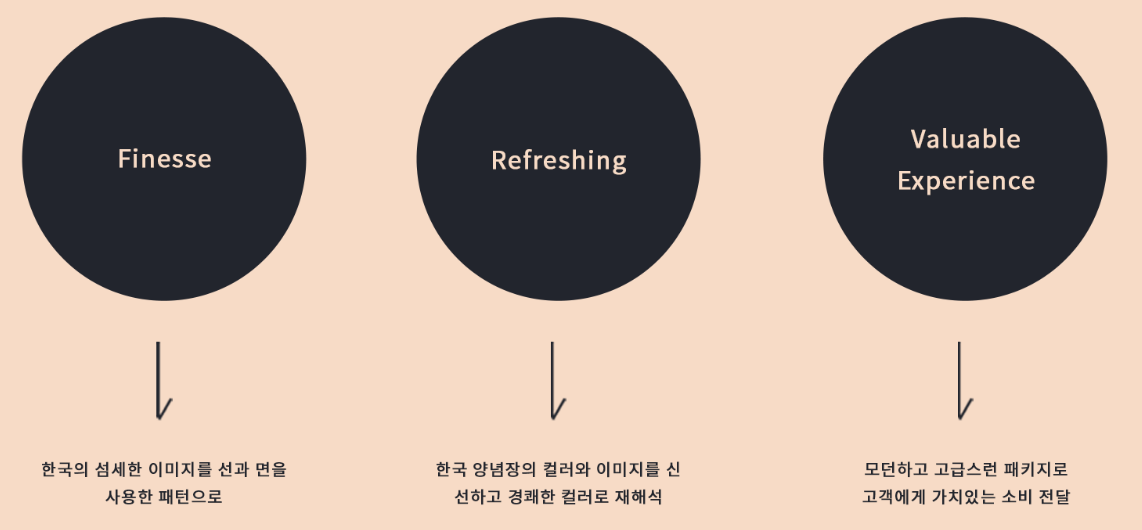 Finesse
Refreshing
Valuable
Experience
한국의 섬세한 이미지를 선과 면을
사용한 패턴으로
한국 양념장의 컬러와 이미지를 신
선하고 경쾌한 컬러로 재해석
모던하고 고급스런 패키지로
고객에게 가치있는 소비 전달